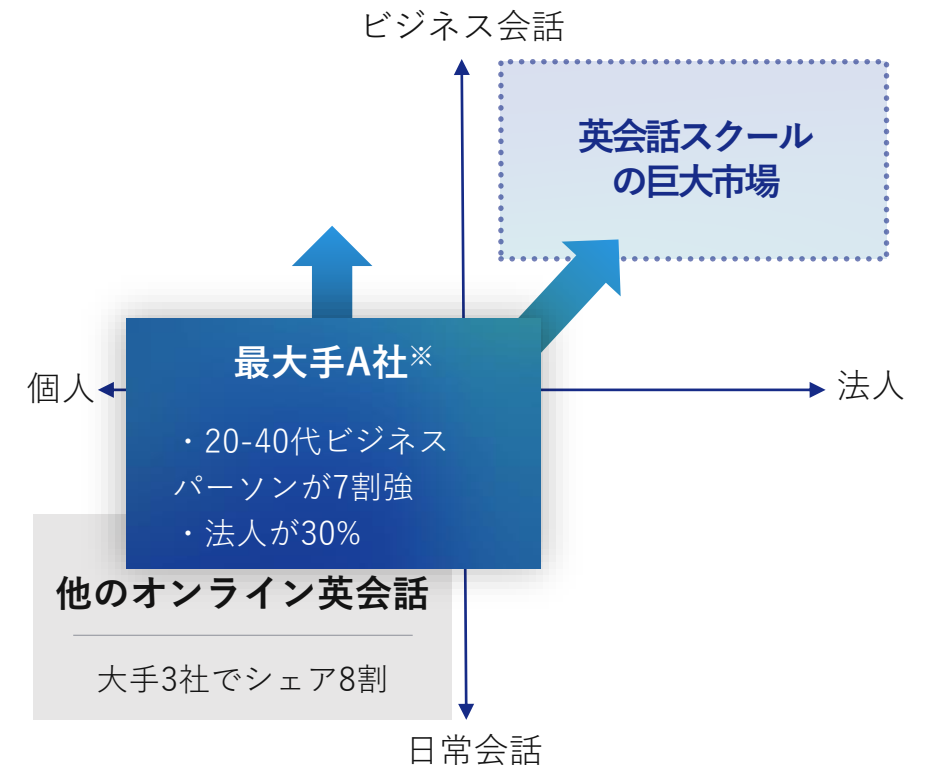 ビジネス会話
英会話スクール
の巨大市場
最大手A社※
個人
法人
・20-40代ビジネス
パーソンが7割強
・法人が30%
他のオンライン英会話
大手3社でシェア8割
日常会話